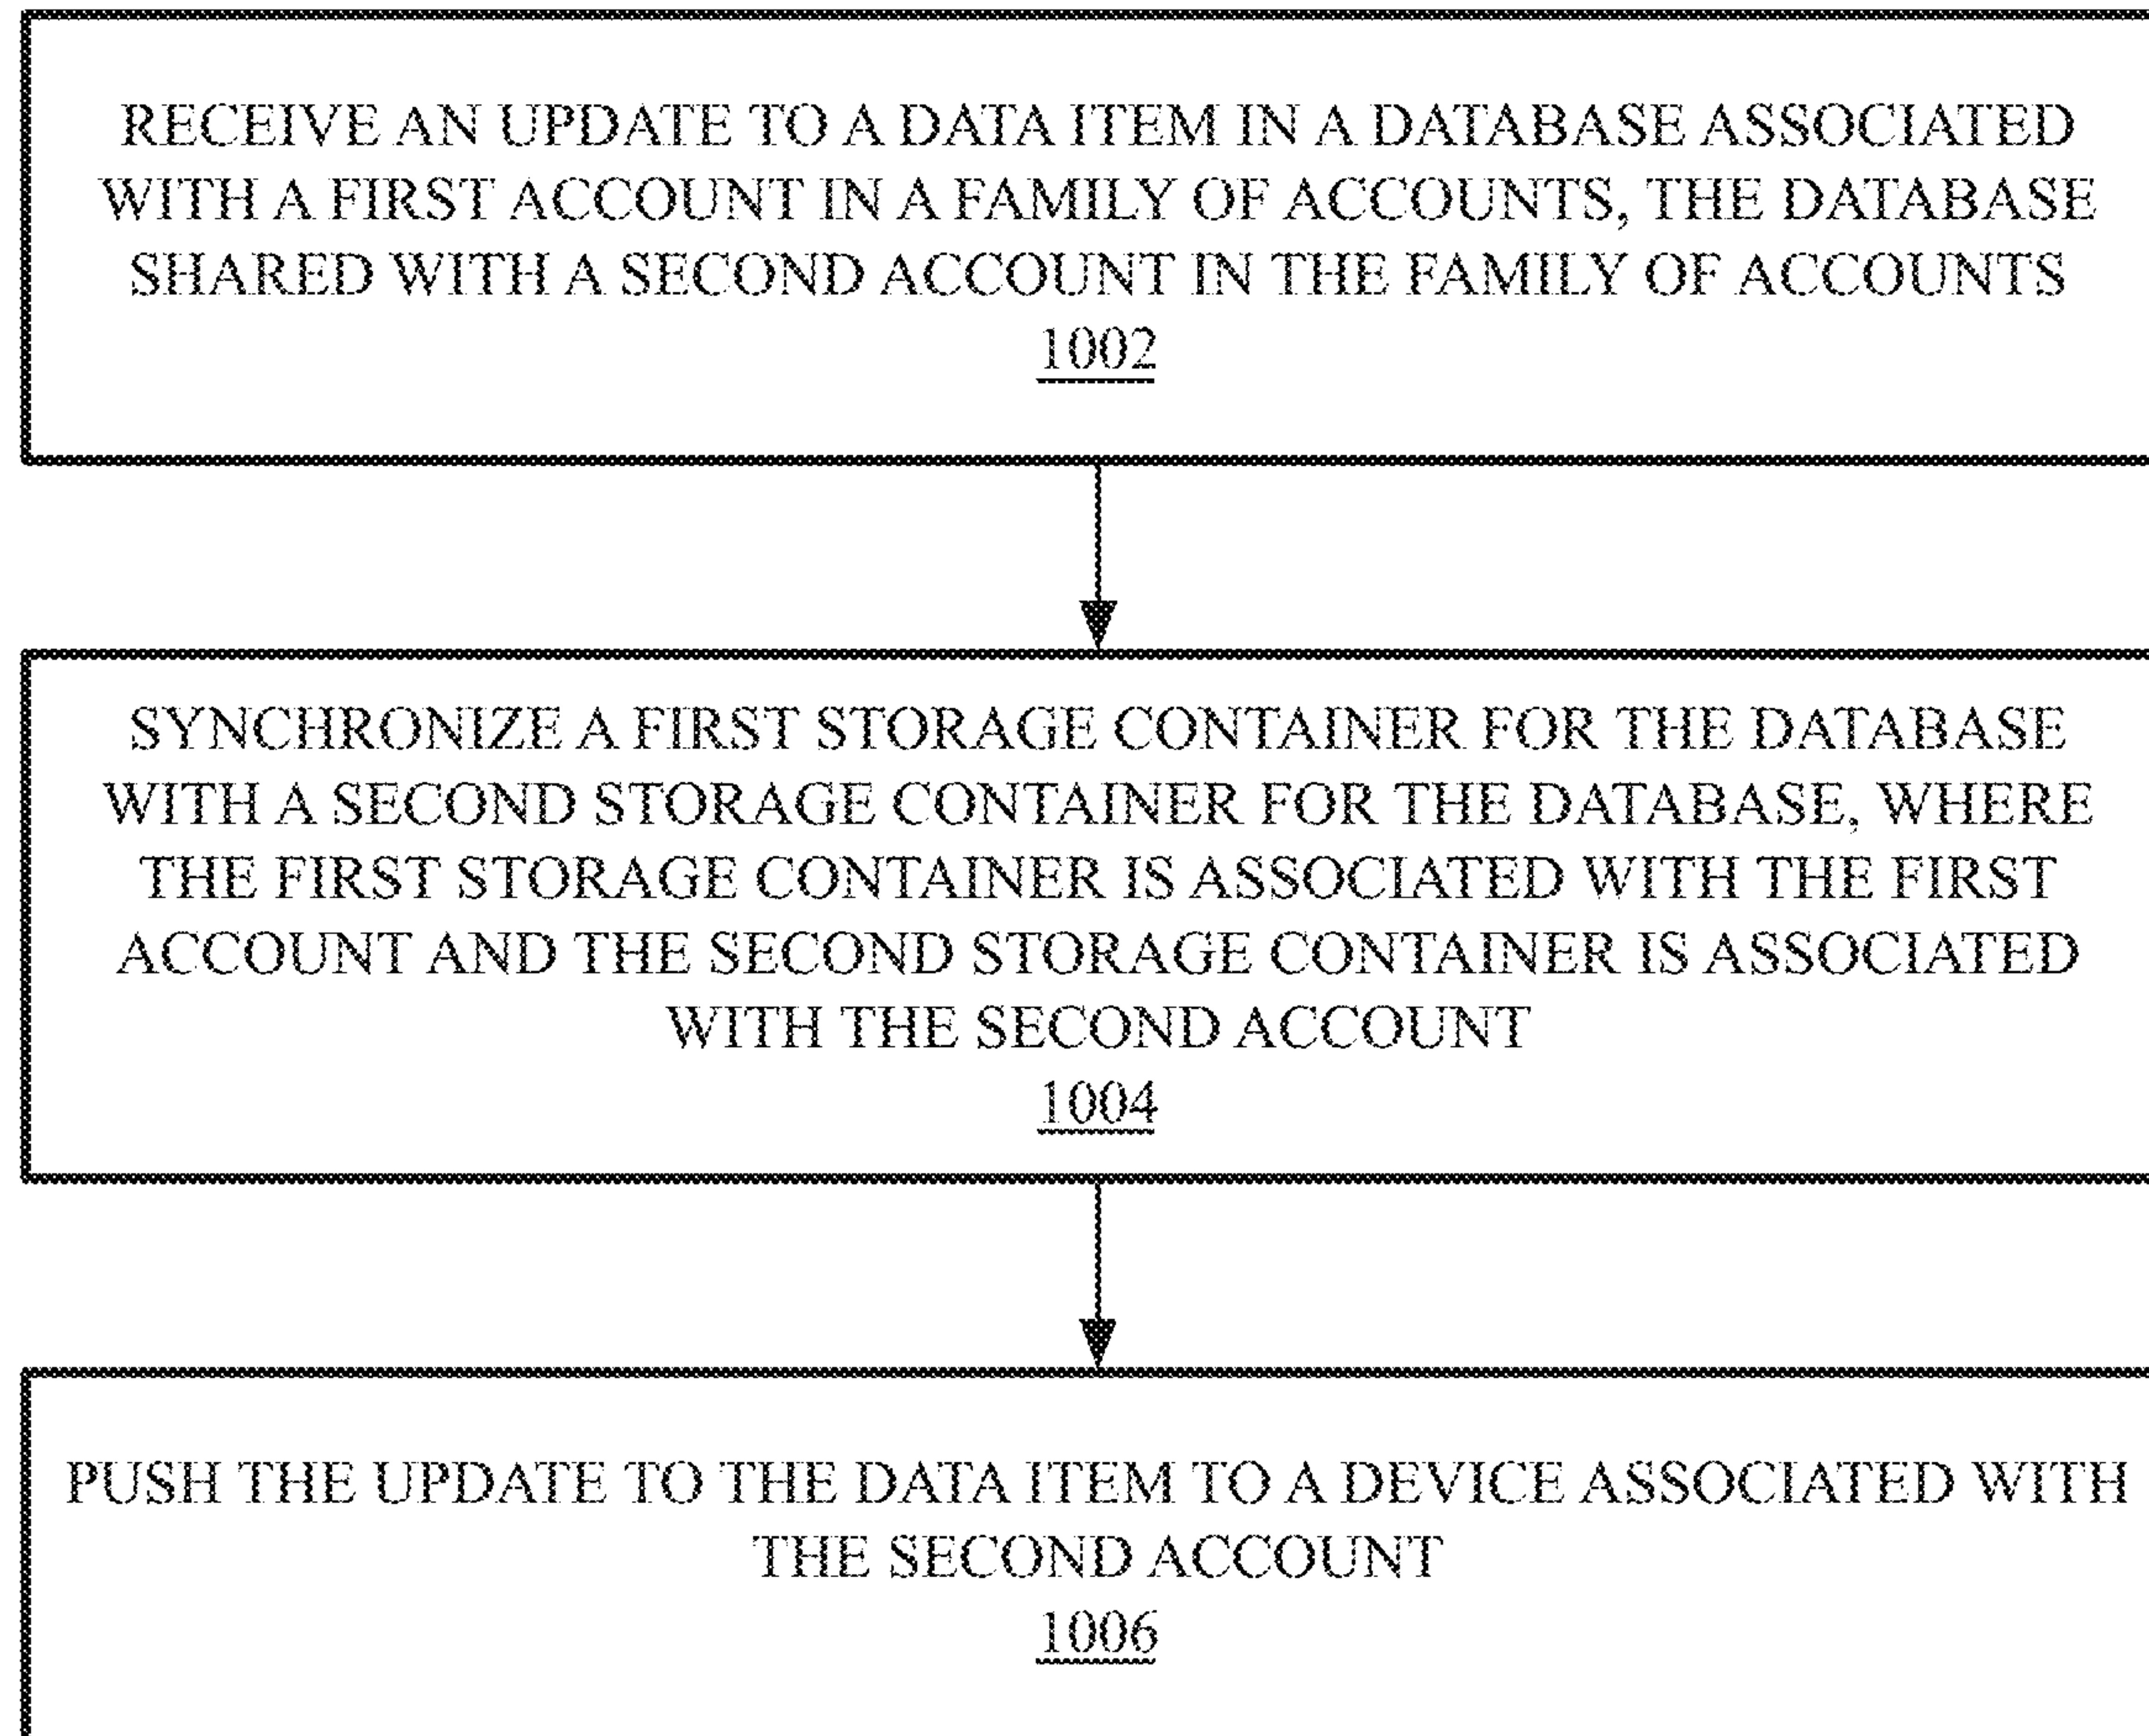 RECEIVE AN UPDATE TO A DATA ITEM IN A DATABASE ASSOCIATED
WITH A FIRST ACCOUNT IN A FAMILY OF ACCOUNTS, THE DATABASE
SHARED WITH A SECOND ACCOUNT IN THE FAMILY OF ACCOUNTS
1002
SYNCHRONIZE A FIRST STORAGE CONTAINER FOR THE DATABASE
WITH A SECOND STORAGE CONTAINER FOR THE DATABASE, WHERE
THE FIRST STORAGE CONTAINER IS ASSOCIATED WITH THE FIRST
ACCOUNT AND THE SECOND STORAGE CONTAINER IS ASSOCIATED
WITH THE SECOND ACCOUNT
1004
PUSH THE UPDATE TO THE DATA ITEM TO A DEVICE ASSOCIATED WITH
THE SECOND ACCOUNT
1006